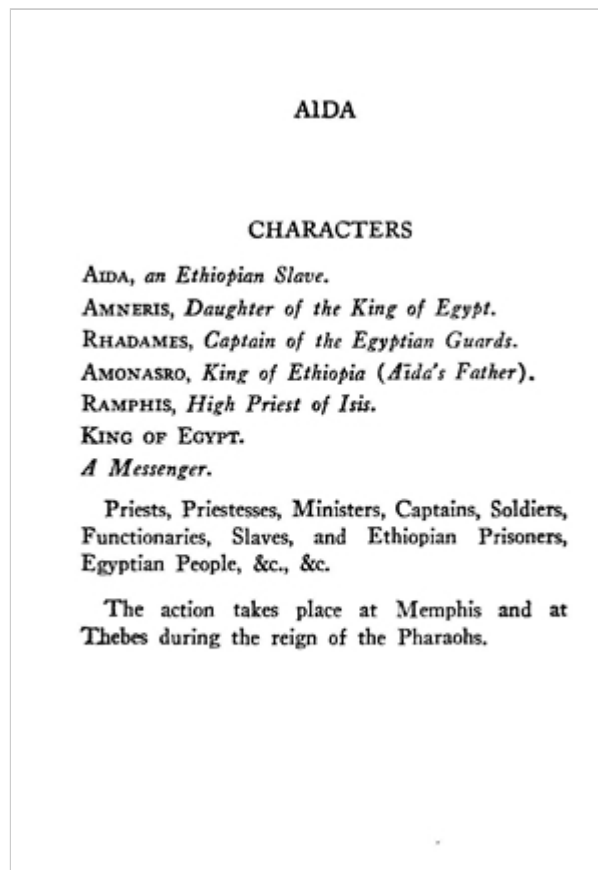 AIDA
CHARACTERS
AIDA, an Ethiopian Slave.
AMNERIS, Daughter of the King of Egypt.
RHADAMES, Captain of the Egyptian Guards.
AMONASRO, King of Ethiopia (Aïda's Father).
RAMPHIS, High Priest of Isis.
KING OF EGYPT.
A Messenger.
Priests, Priestesses, Ministers, Captains, Soldiers,
Functionaries, Slaves, and Ethiopian Prisoners,
Egyptian People, &c., &c.
The action takes place at Memphis and at
Thebes during the reign of the Pharaohs.